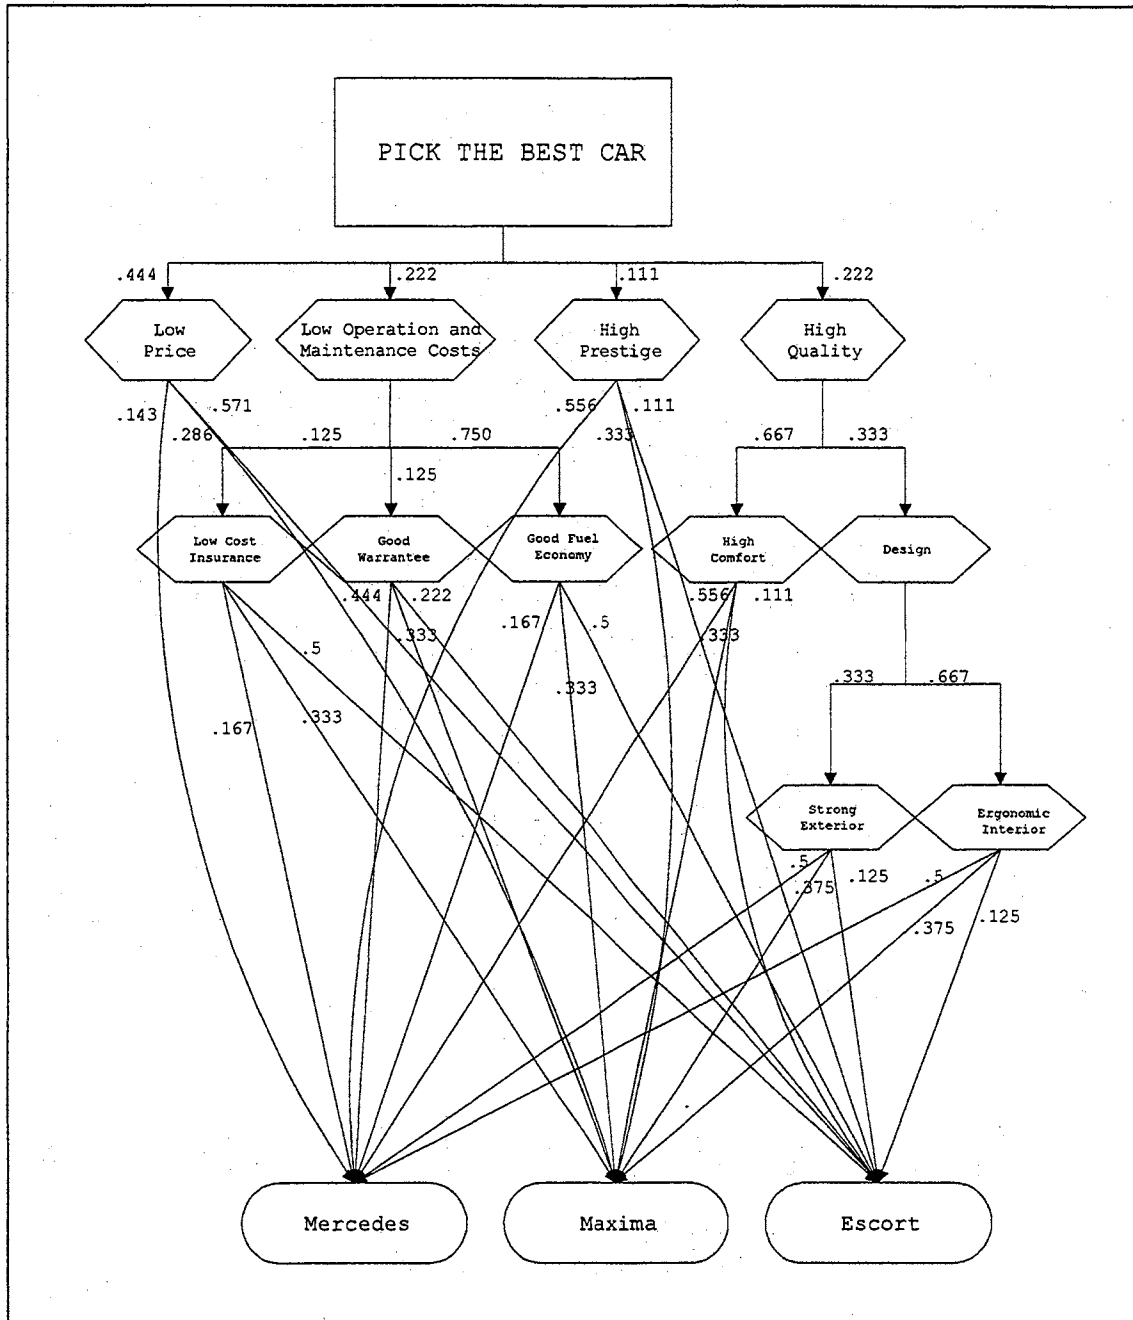 PICK THE BEST CAR
.444
.222
.111
.222
Low
Price
Low Operation and
Maintenance Costs
High
Prestige
High
Quality
.143
.571
.286
.125
.750
.125
.556
.111
.333
.667
.333
Low Cost
Insurance
Good
Warrantee
Good Fuel
Economy
High
Comfort
Design
.444
.222
.333
.167
.5
.333
.556
.111
.333
.5
.333
.167
.333
.667
Strong
Exterior
Ergonomic
Interior
.5
.125
.375
.5
.125
.375
Mercedes
Maxima
Escort